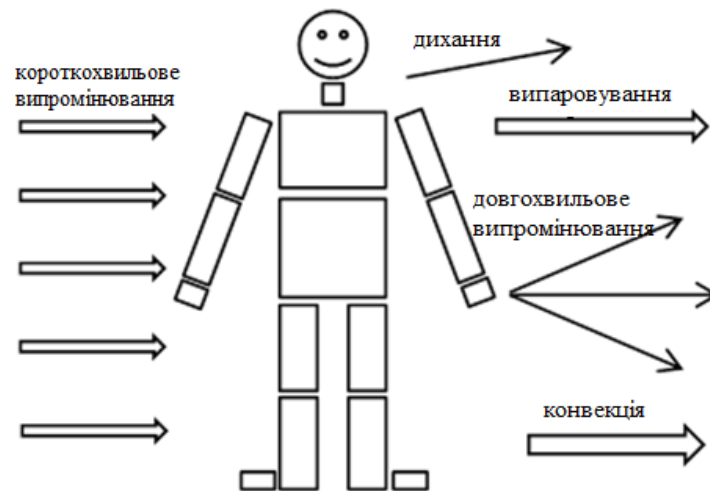 дихання
короткохвильове
випромінювання
випаровування
довгохвильове
випромінювання
конвекція